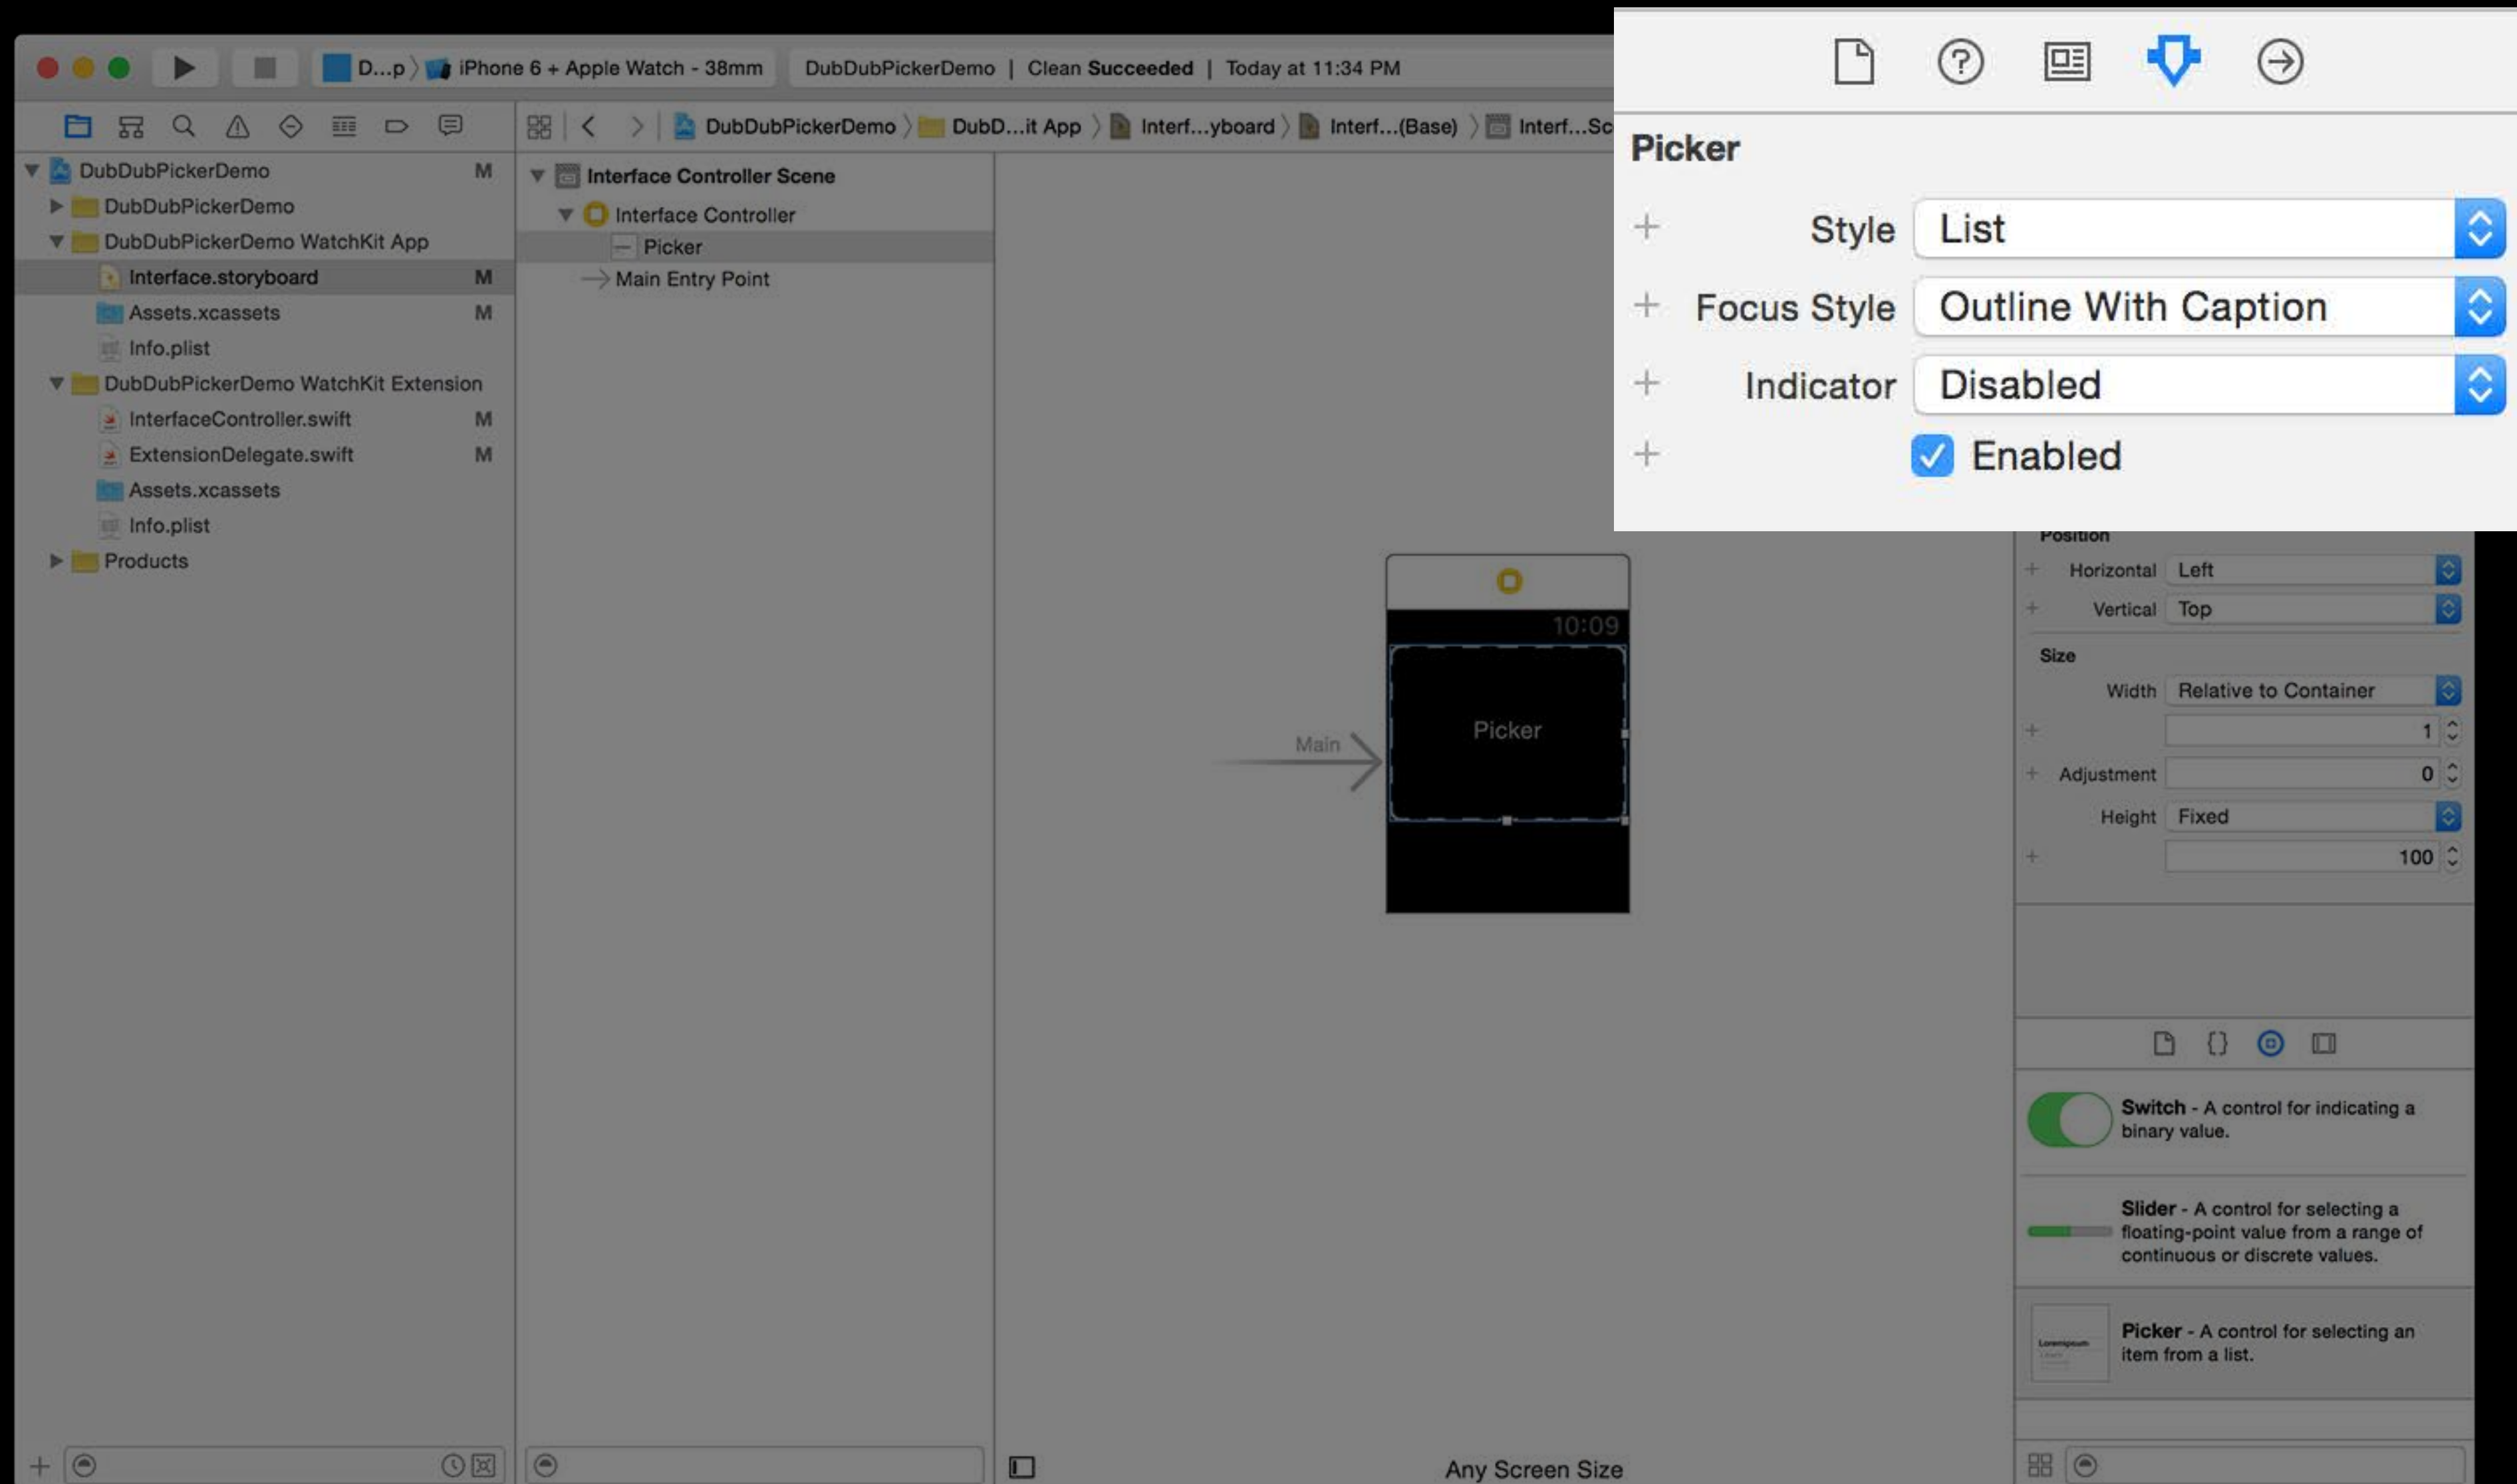 D...p
iPhone 6 + Apple Watch - 38mm
DubDubPickerDemo | Clean Succeeded | Today at 11:34 PM
DubDubPickerDemo
DubD...it App
Interf...yboard
Interf...(Base)
Interf...Sc
DubDubPickerDemo M
DubDubPickerDemo
DubDubPickerDemo WatchKit App
Interface.storyboard M
Assets.xcassets M
Info.plist
DubDubPickerDemo WatchKit Extension
InterfaceController.swift M
ExtensionDelegate.swift M
Assets.xcassets
Info.plist
Products
Interface Controller Scene
Interface Controller
Picker
Main Entry Point
Main
10:09
Picker
Any Screen Size
Picker
Style List
Focus Style Outline With Caption
Indicator Disabled
Enabled
Position
Horizontal Left
Vertical Top
Size
Width Relative to Container
1
Adjustment 0
Height Fixed
100
Switch - A control for indicating a
binary value.
Slider - A control for selecting a
floating-point value from a range of
continuous or discrete values.
Picker - A control for selecting an
item from a list.